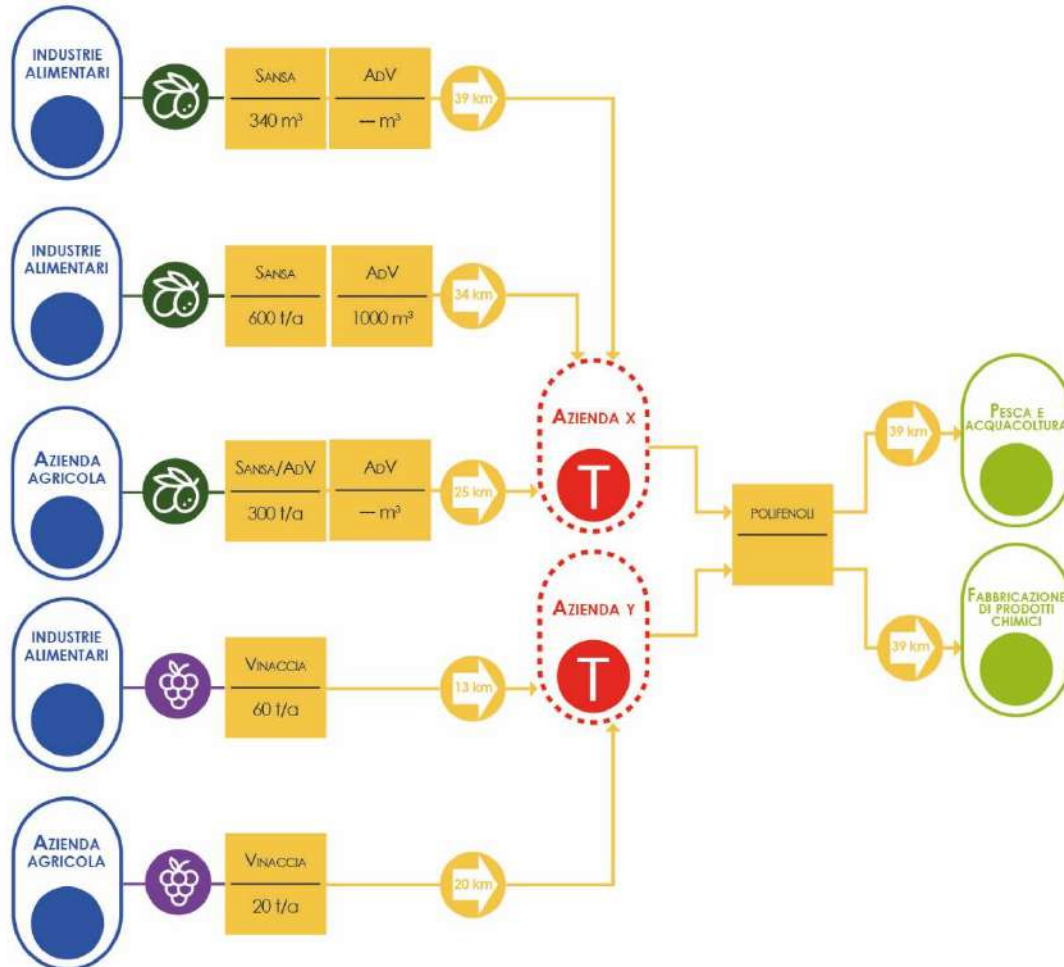 INDUSTRIE
ALIMENTARI
SANSA
340 m³
ADV
— m³
39 km
INDUSTRIE
ALIMENTARI
SANSA
600 t/a
ADV
1000 m³
34 km
AZIENDA
AGRICOLA
SANSA/ADV
300 t/a
ADV
— m³
25 km
INDUSTRIE
ALIMENTARI
VINACCIA
60 t/a
13 km
AZIENDA
AGRICOLA
VINACCIA
20 t/a
20 km
AZIENDA X
T
AZIENDA Y
T
POLIFENOLI
39 km
PESCA E
ACQUACOLTURA
39 km
FABBRICAZIONE
DI PRODOTTI
CHIMICI